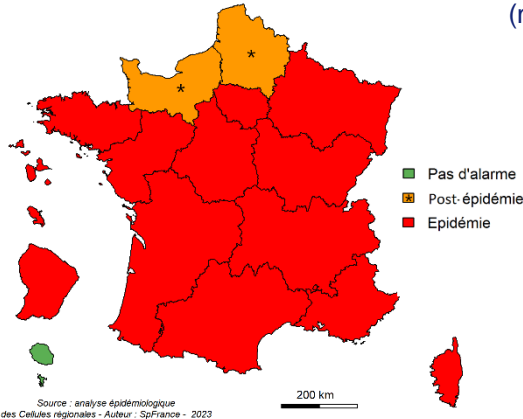 (r
*
*
Pas d'alarme
* Post-épidémie
Epidémie
Source : analyse épidémiologique
des Cellules régionales - Auteur : SpFrance - 2023
200 km